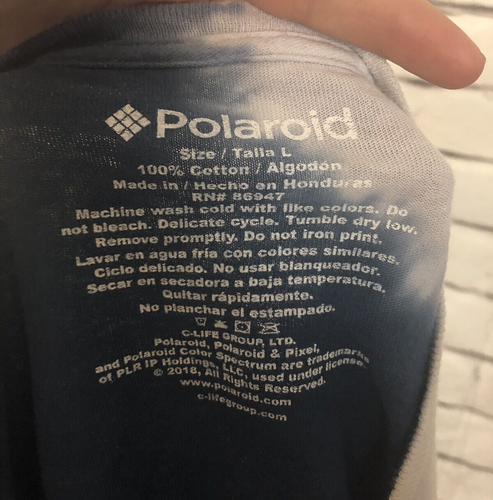 Polaroid
Size / Talla L
100% Cotton / Algodón
Made in / Hecho en Honduras
RN# 86947
Machine wash cold with like colors. Do
not bleach. Delicate cycle. Tumble dry low.
Remove promptly. Do not iron print.
Lavar en agua fría con colores similares.
Ciclo delicado. No usar blanqueador.
Secar en secadora a baja temperatura.
Quitar rápidamente.
No planchar el estampado.
C-LIFE GROUP, LTD.
Polaroid, Polaroid & Pixel,
and Polaroid Color Spectrum are trademarks
of PLR IP Holdings, LLC, used under license.
© 2018, All Rights Reserved.
www.polaroid.com
c-lifegroup.com